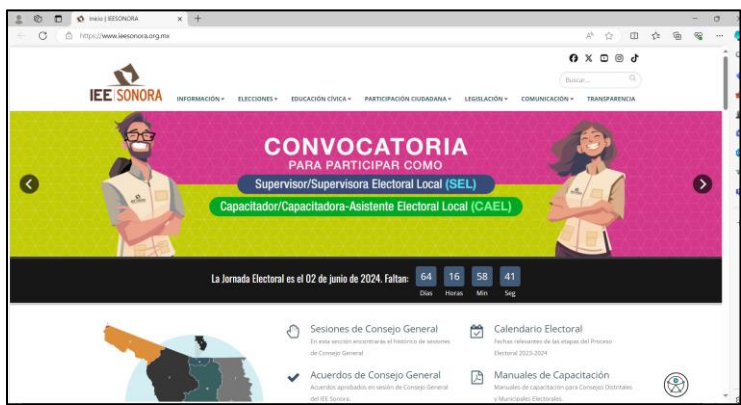 Inicio | IEESONORA
https://www.ieesonora.org.mx
Buscar...
IEE SONORA
INFORMACIÓN ELECCIONES EDUCACIÓN CÍVICA PARTICIPACIÓN CIUDADANA LEGISLACIÓN COMUNICACIÓN TRANSPARENCIA
CONVOCATORIA
PARA PARTICIPAR COMO
Supervisor/Supervisora Electoral Local (SEL)
Capacitador/Capacitadora-Asistente Electoral Local (CAEL)
La Jornada Electoral es el 02 de junio de 2024. Faltan: 64 16 58 41
Días Horas Min Seg
Sesiones de Consejo General
En esta sección encontrarás el histórico de sesiones
de Consejo General
Calendario Electoral
Fechas relevantes de las etapas del Proceso
Electoral 2023-2024
Acuerdos de Consejo General
Acuerdos aprobados en sesión de Consejo General
del IEE Sonora.
Manuales de Capacitación
Manuales de capacitación para Consejos Distritales
y Municipales Electorales.